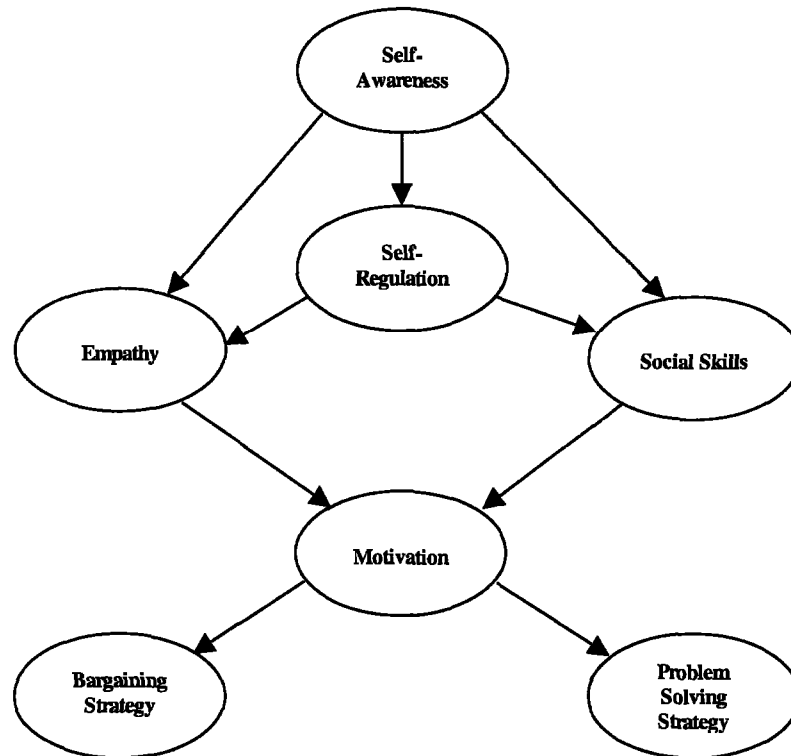 Self-
Awareness
Self-
Regulation
Empathy
Social Skills
Motivation
Bargaining
Strategy
Problem
Solving
Strategy